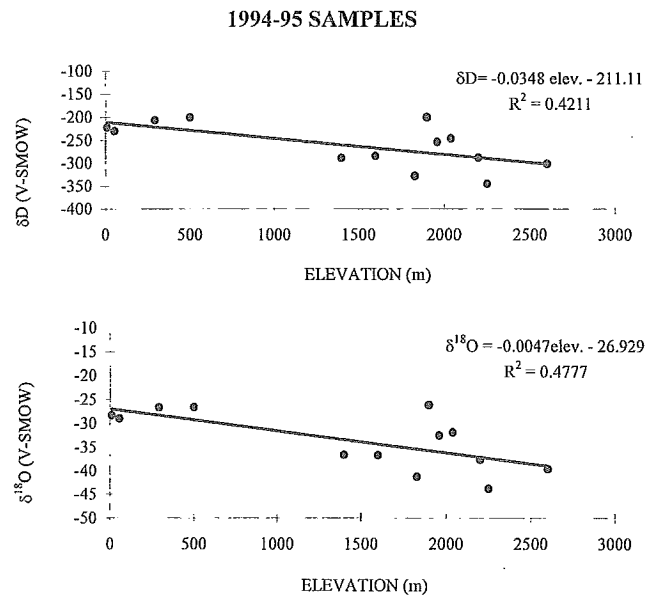 1994-95 SAMPLES
δD= -0.0348 elev. - 211.11
R² = 0.4211
δD (V-SMOW)
-100
-150
-200
-250
-300
-350
-400
0 500 1000 1500 2000 2500 3000
ELEVATION (m)
δ¹⁸O = -0.0047elev. - 26.929
R² = 0.4777
δ¹⁸O (V-SMOW)
-10
-15
-20
-25
-30
-35
-40
-45
-50
0 500 1000 1500 2000 2500 3000
ELEVATION (m)